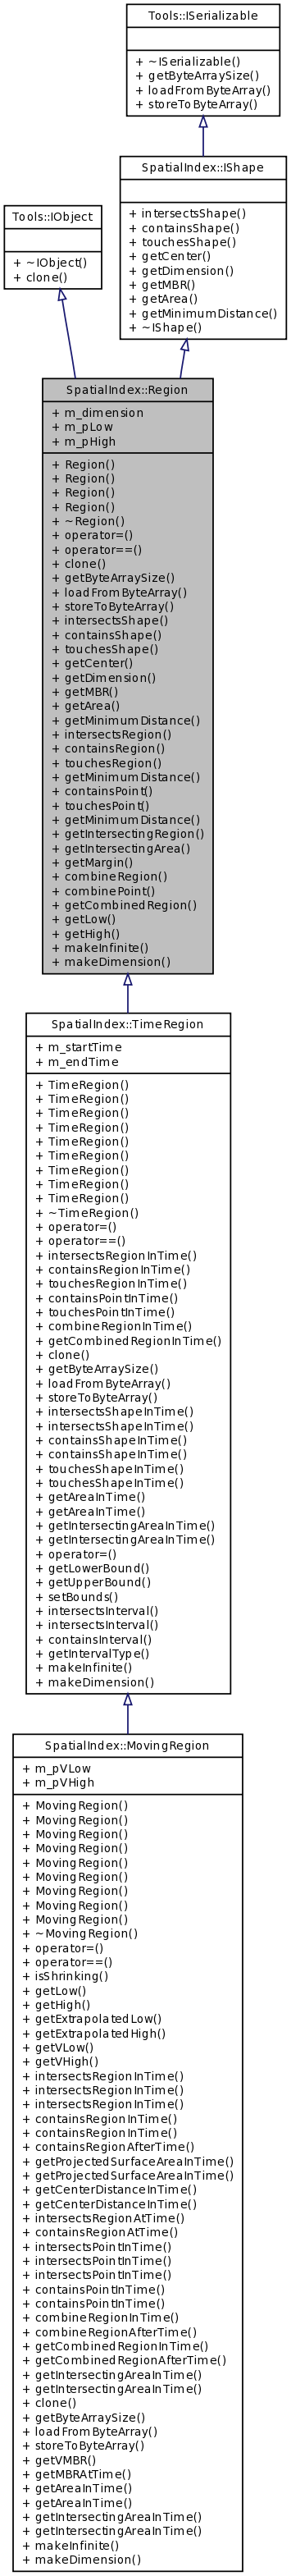 Tools::ISerializable
+ ~ISerializable()
+ getByteArraySize()
+ loadFromByteArray()
+ storeToByteArray()
SpatialIndex::IShape
+ intersectsShape()
+ containsShape()
+ touchesShape()
+ getCenter()
+ getDimension()
+ getMBR()
+ getArea()
+ getMinimumDistance()
+ ~IShape()
Tools::IObject
+ ~IObject()
+ clone()
SpatialIndex::Region
+ m_dimension
+ m_pLow
+ m_pHigh
+ Region()
+ Region()
+ Region()
+ Region()
+ ~Region()
+ operator=()
+ operator==()
+ clone()
+ getByteArraySize()
+ loadFromByteArray()
+ storeToByteArray()
+ intersectsShape()
+ containsShape()
+ touchesShape()
+ getCenter()
+ getDimension()
+ getMBR()
+ getArea()
+ getMinimumDistance()
+ intersectsRegion()
+ containsRegion()
+ touchesRegion()
+ getMinimumDistance()
+ containsPoint()
+ touchesPoint()
+ getMinimumDistance()
+ getIntersectingRegion()
+ getIntersectingArea()
+ getMargin()
+ combineRegion()
+ combinePoint()
+ getCombinedRegion()
+ getLow()
+ getHigh()
+ makeInfinite()
+ makeDimension()
SpatialIndex::TimeRegion
+ m_startTime
+ m_endTime
+ TimeRegion()
+ TimeRegion()
+ TimeRegion()
+ TimeRegion()
+ TimeRegion()
+ TimeRegion()
+ TimeRegion()
+ TimeRegion()
+ TimeRegion()
+ ~TimeRegion()
+ operator=()
+ operator==()
+ intersectsRegionInTime()
+ containsRegionInTime()
+ touchesRegionInTime()
+ containsPointInTime()
+ touchesPointInTime()
+ combineRegionInTime()
+ getCombinedRegionInTime()
+ clone()
+ getByteArraySize()
+ loadFromByteArray()
+ storeToByteArray()
+ intersectsShapeInTime()
+ intersectsShapeInTime()
+ containsShapeInTime()
+ containsShapeInTime()
+ touchesShapeInTime()
+ touchesShapeInTime()
+ getAreaInTime()
+ getAreaInTime()
+ getIntersectingAreaInTime()
+ getIntersectingAreaInTime()
+ operator=()
+ getLowerBound()
+ getUpperBound()
+ setBounds()
+ intersectsInterval()
+ intersectsInterval()
+ containsInterval()
+ getIntervalType()
+ makeInfinite()
+ makeDimension()
SpatialIndex::MovingRegion
+ m_pVLow
+ m_pVHigh
+ MovingRegion()
+ MovingRegion()
+ MovingRegion()
+ MovingRegion()
+ MovingRegion()
+ MovingRegion()
+ MovingRegion()
+ MovingRegion()
+ MovingRegion()
+ ~MovingRegion()
+ operator=()
+ operator==()
+ isShrinking()
+ getLow()
+ getHigh()
+ getExtrapolatedLow()
+ getExtrapolatedHigh()
+ getVLow()
+ getVHigh()
+ intersectsRegionInTime()
+ intersectsRegionInTime()
+ intersectsRegionInTime()
+ containsRegionInTime()
+ containsRegionInTime()
+ containsRegionAfterTime()
+ getProjectedSurfaceAreaInTime()
+ getProjectedSurfaceAreaInTime()
+ getCenterDistanceInTime()
+ getCenterDistanceInTime()
+ intersectsRegionAtTime()
+ containsRegionAtTime()
+ intersectsPointInTime()
+ intersectsPointInTime()
+ intersectsPointInTime()
+ containsPointInTime()
+ containsPointInTime()
+ combineRegionInTime()
+ combineRegionAfterTime()
+ getCombinedRegionInTime()
+ getCombinedRegionAfterTime()
+ getIntersectingAreaInTime()
+ getIntersectingAreaInTime()
+ clone()
+ getByteArraySize()
+ loadFromByteArray()
+ storeToByteArray()
+ getVMBR()
+ getMBRAtTime()
+ getAreaInTime()
+ getAreaInTime()
+ getIntersectingAreaInTime()
+ getIntersectingAreaInTime()
+ makeInfinite()
+ makeDimension()